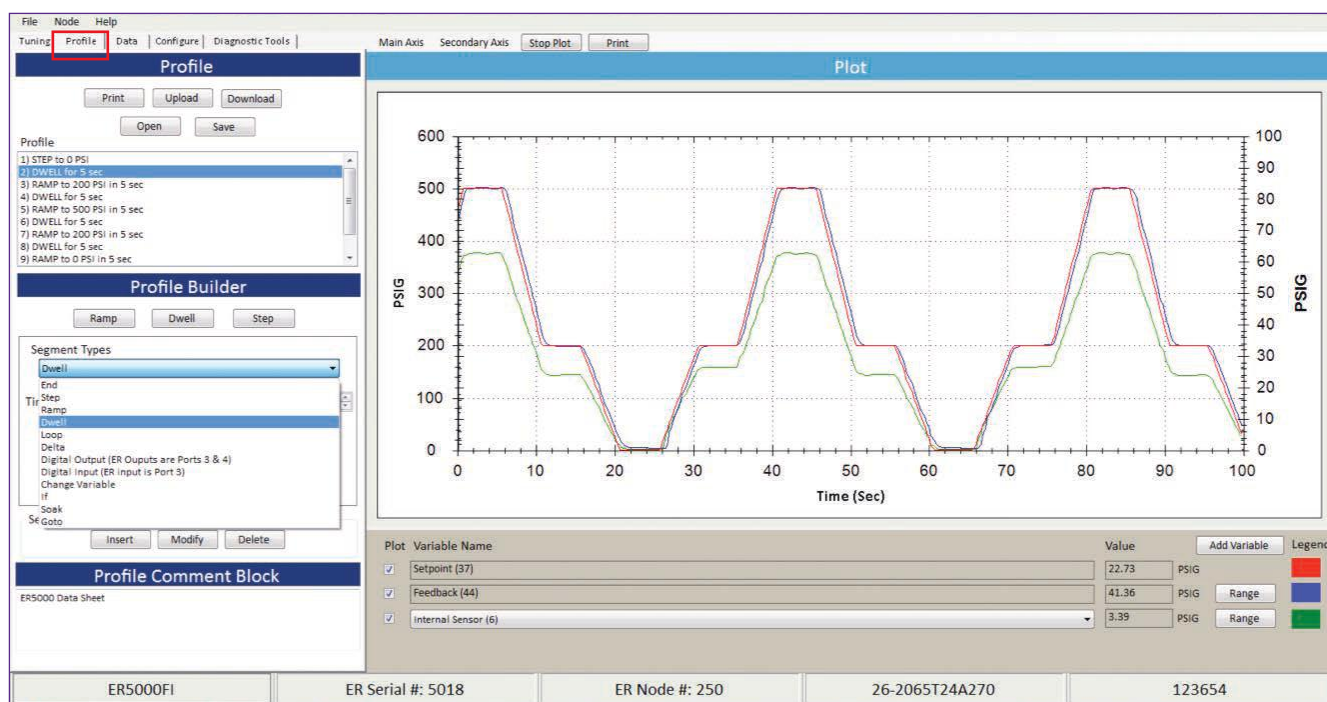 File Node Help
Tuning Profile Data Configure Diagnostic Tools
Main Axis Secondary Axis Stop Plot Print
Profile
Print Upload Download
Open Save
Profile
1) STEP to 0 PSI
2) DWELL for 5 sec
3) RAMP to 200 PSI in 5 sec
4) DWELL for 5 sec
5) RAMP to 500 PSI in 5 sec
6) DWELL for 5 sec
7) RAMP to 200 PSI in 5 sec
8) DWELL for 5 sec
9) RAMP to 0 PSI in 5 sec
Profile Builder
Ramp Dwell Step
Segment Types
Dwell
End
Step
Ramp
Dwell
Loop
Delta
Digital Output (ER Ouputs are Ports 3 & 4)
Digital Input (ER input is Port 3)
Change Variable
If
Soak
Goto
Insert Modify Delete
Profile Comment Block
ER5000 Data Sheet
Plot
600
500
400
300
200
100
0
PSIG
100
90
80
70
60
50
40
30
20
10
0
PSIG
0 10 20 30 40 50 60 70 80 90 100
Time (Sec)
Plot Variable Name Value Add Variable Legend
Setpoint (37) 22.73 PSIG
Feedback (44) 41.36 PSIG Range
Internal Sensor (6) 3.39 PSIG Range
ER5000FI ER Serial #: 5018 ER Node #: 250 26-2065T24A270 123654